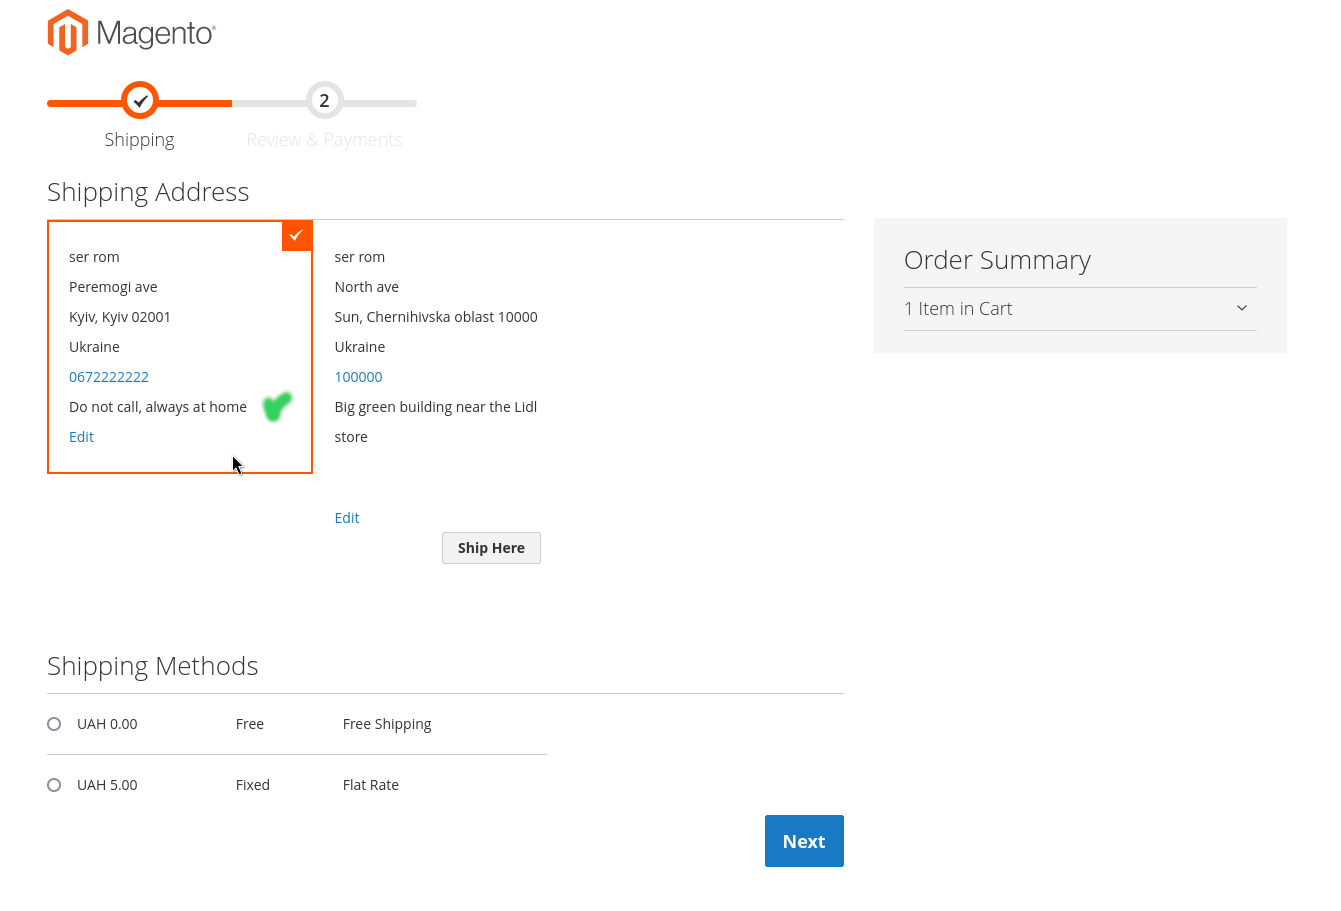 Magento®
2
Shipping
Review & Payments
Shipping Address
ser rom
Peremogi ave
Kyiv, Kyiv 02001
Ukraine
0672222222
Do not call, always at home
Edit
ser rom
North ave
Sun, Chernihivska oblast 10000
Ukraine
100000
Big green building near the Lidl
store
Edit
Ship Here
Order Summary
1 Item in Cart
Shipping Methods
UAH 0.00 Free Free Shipping
UAH 5.00 Fixed Flat Rate
Next